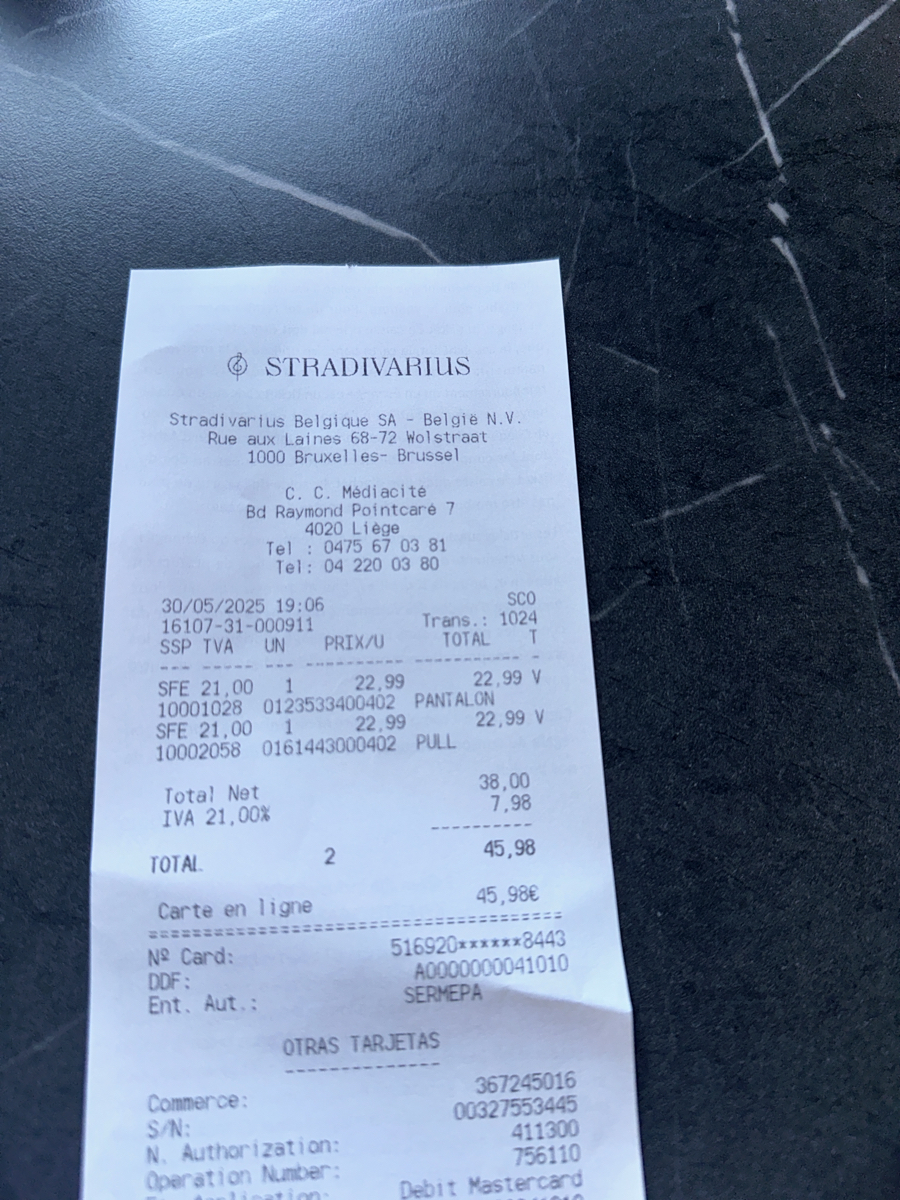 STRADIVARIUS
Stradivarius Belgique SA - België N.V.
Rue aux Laines 68-72 Wolstraat
1000 Bruxelles- Brussel
C. C. Médiacité
Bd Raymond Pointcaré 7
4020 Liège
Tel : 0475 67 03 81
Tel: 04 220 03 80
30/05/2025 19:06 SCO
16107-31-000911 Trans.: 1024
SSP TVA UN PRIX/U TOTAL T
--- ----- --- ---------- ----------- -
SFE 21,00 1 22,99 22,99 V
10001028 0123533400402 PANTALON
SFE 21,00 1 22,99 22,99 V
10002058 0161443000402 PULL
Total Net 38,00
IVA 21,00% 7,98
----------
TOTAL 2 45,98
Carte en ligne 45,98€
========================================
Nº Card: 516920******8443
DDF: A0000000041010
Ent. Aut.: SERMEPA
OTRAS TARJETAS
--------------
Commerce: 367245016
S/N: 00327553445
N. Authorization: 411300
Operation Number: 756110
Application: Debit Mastercard